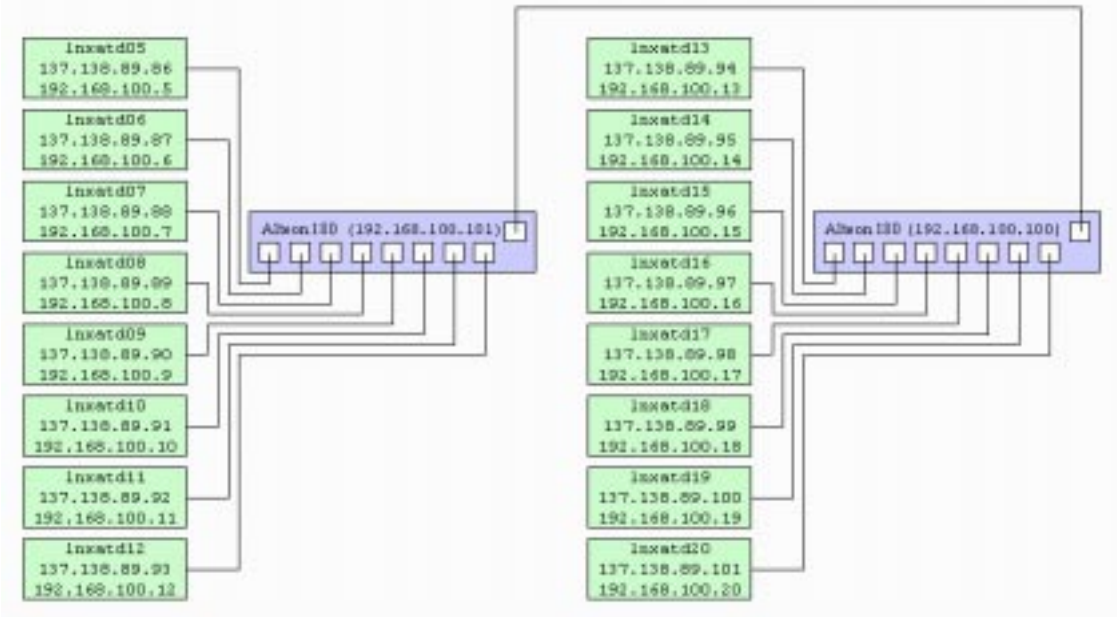 lnxatd05
137.138.89.86
192.168.100.5
lnxatd06
137.138.89.87
192.168.100.6
lnxatd07
137.138.89.88
192.168.100.7
lnxatd08
137.138.89.89
192.168.100.8
lnxatd09
137.138.89.90
192.168.100.9
lnxatd10
137.138.89.91
192.168.100.10
lnxatd11
137.138.89.92
192.168.100.11
lnxatd12
137.138.89.93
192.168.100.12
Alteon180 (192.168.100.101)
lnxatd13
137.138.89.94
192.168.100.13
lnxatd14
137.138.89.95
192.168.100.14
lnxatd15
137.138.89.96
192.168.100.15
lnxatd16
137.138.89.97
192.168.100.16
lnxatd17
137.138.89.98
192.168.100.17
lnxatd18
137.138.89.99
192.168.100.18
lnxatd19
137.138.89.100
192.168.100.19
lnxatd20
137.138.89.101
192.168.100.20
Alteon180 (192.168.100.100)